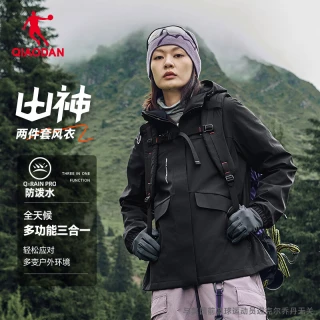 QIAODAN
山神
两件套风衣
Q-RAIN PRO
防泼水
THREE IN ONE
FUNCTION
全天候
多功能三合一
轻松应对
多变户外环境